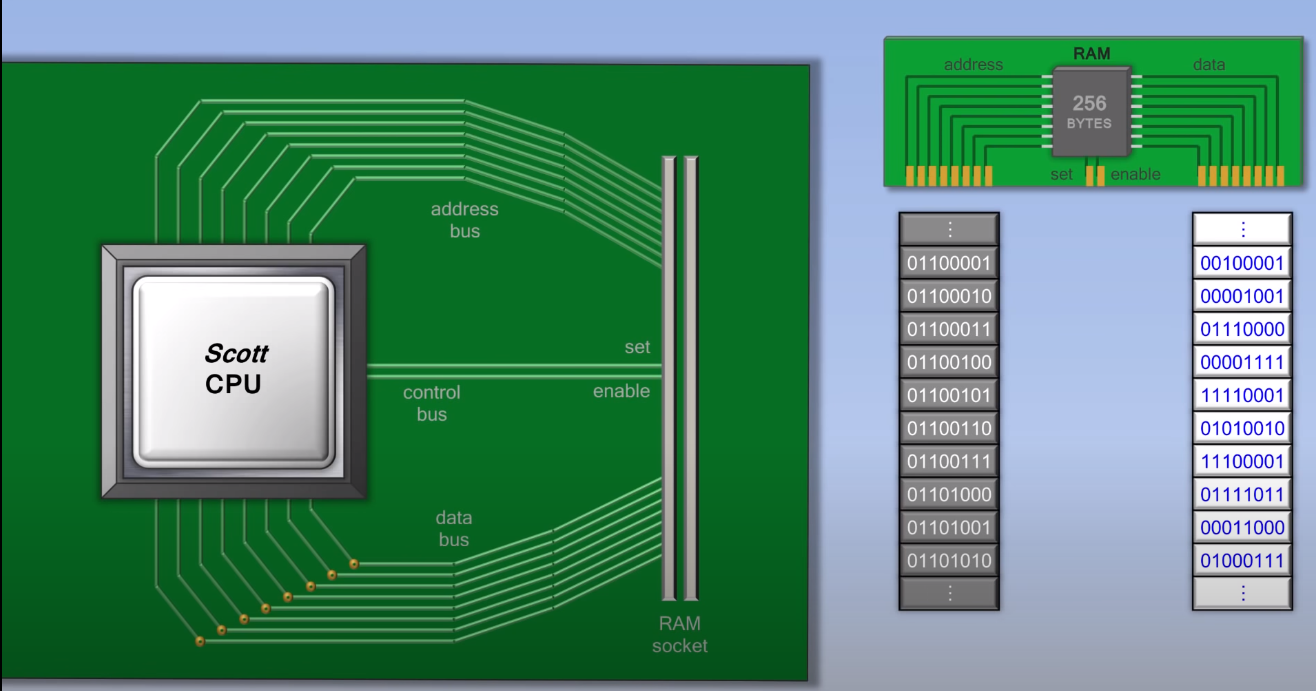 RAM
address
data
256
BYTES
set
enable
address
bus
Scott
CPU
set
control
bus
enable
data
bus
RAM
socket
⋮ ⋮
01100001 00100001
01100010 00001001
01100011 01110000
01100100 00001111
01100101 11110001
01100110 01010010
01100111 11100001
01101000 01111011
01101001 00011000
01101010 01000111
⋮ ⋮